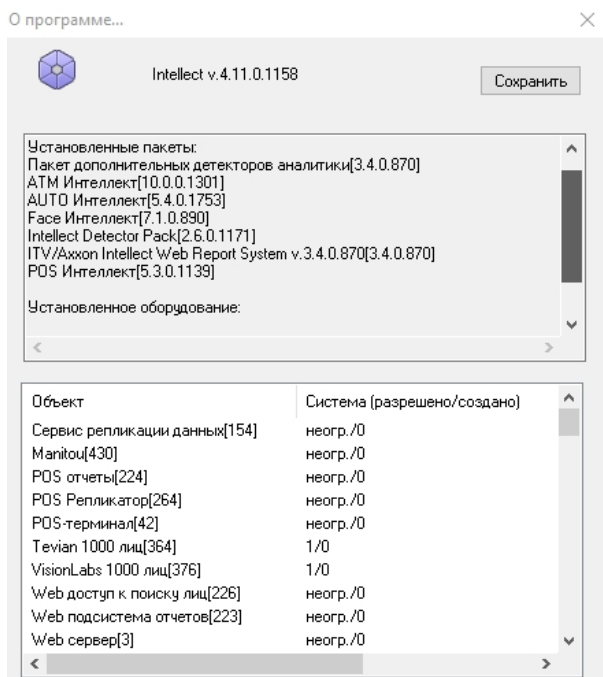 О программе...
Intellect v.4.11.0.1158
Сохранить
Установленные пакеты:
Пакет дополнительных детекторов аналитики[3.4.0.870]
ATM Интеллект[10.0.0.1301]
AUTO Интеллект[5.4.0.1753]
Face Интеллект[7.1.0.890]
Intellect Detector Pack[2.6.0.1171]
ITV/Axxon Intellect Web Report System v.3.4.0.870[3.4.0.870]
POS Интеллект[5.3.0.1139]
Установленное оборудование:
Объект Система (разрешено/создано)
Сервис репликации данных[154] неогр./0
Manitou[430] неогр./0
POS отчеты[224] неогр./0
POS Репликатор[264] неогр./0
POS-терминал[42] неогр./0
Tevian 1000 лиц[364] 1/0
VisionLabs 1000 лиц[376] 1/0
Web доступ к поиску лиц[226] неогр./0
Web подсистема отчетов[223] неогр./0
Web сервер[3] неогр./0